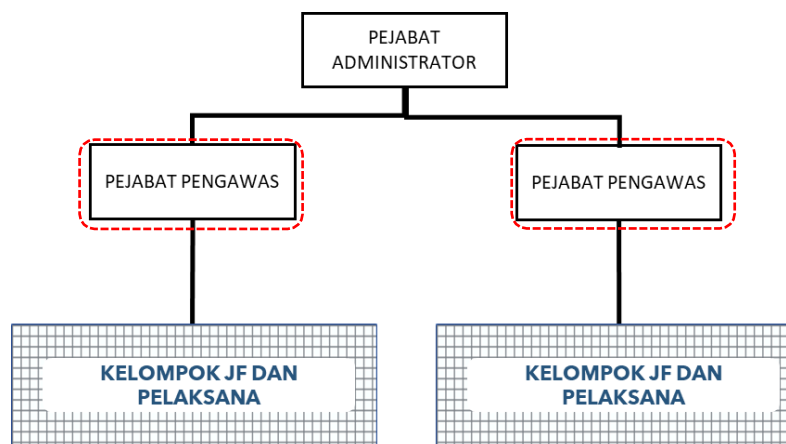 PEJABAT
ADMINISTRATOR
PEJABAT PENGAWAS
PEJABAT PENGAWAS
KELOMPOK JF DAN
PELAKSANA
KELOMPOK JF DAN
PELAKSANA